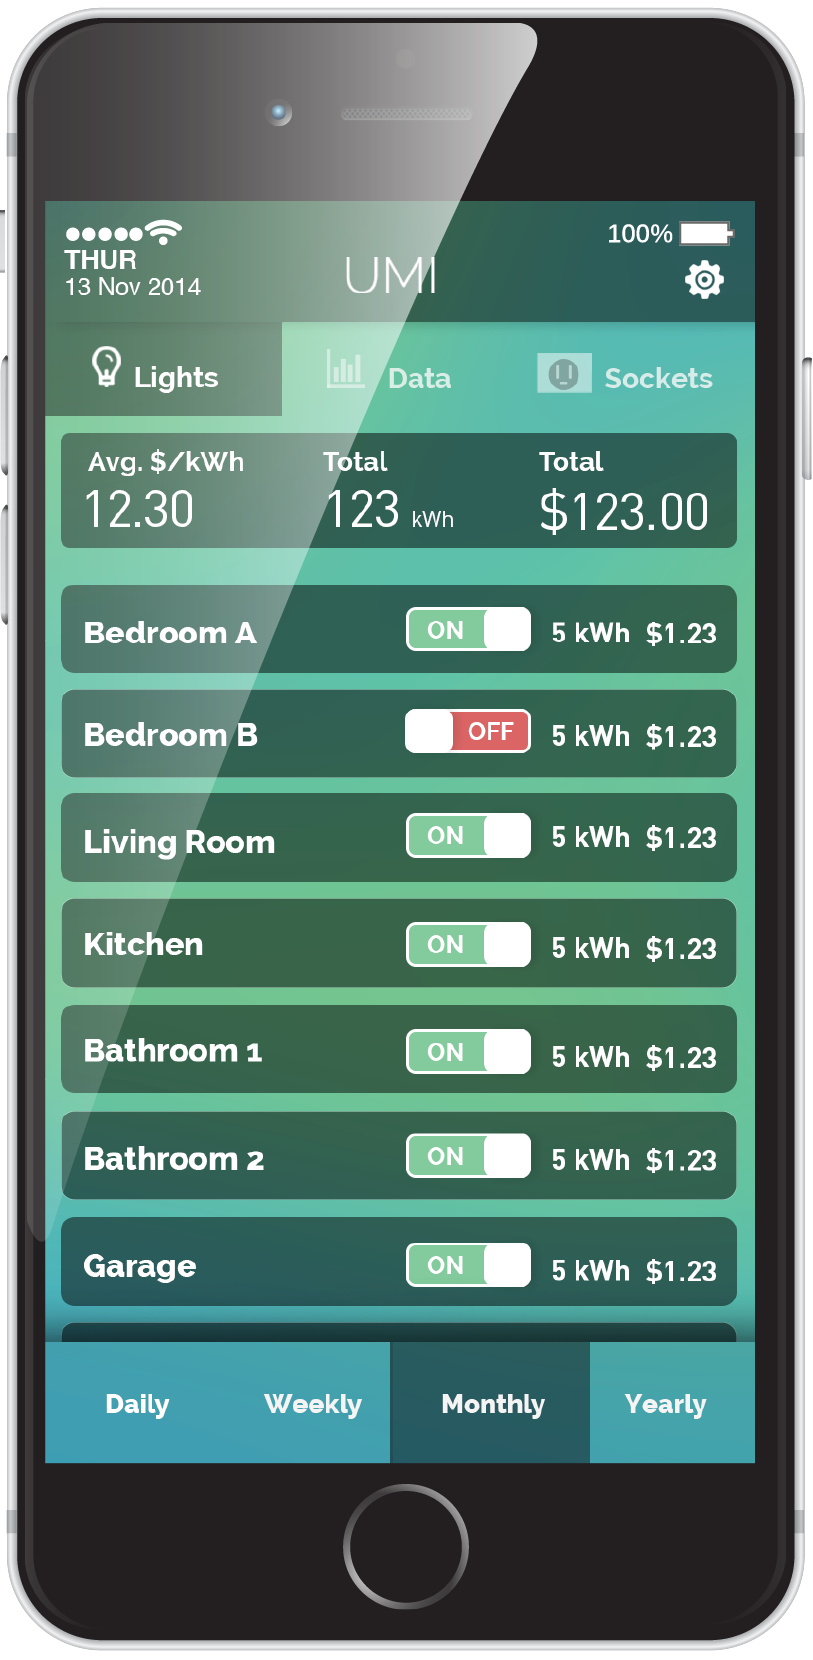 100%
THUR
13 Nov 2014
UMI
Lights Data Sockets
Avg. $/kWh Total Total
12.30 123 kWh $123.00
Bedroom A ON 5 kWh $1.23
Bedroom B OFF 5 kWh $1.23
Living Room ON 5 kWh $1.23
Kitchen ON 5 kWh $1.23
Bathroom 1 ON 5 kWh $1.23
Bathroom 2 ON 5 kWh $1.23
Garage ON 5 kWh $1.23
Daily Weekly Monthly Yearly